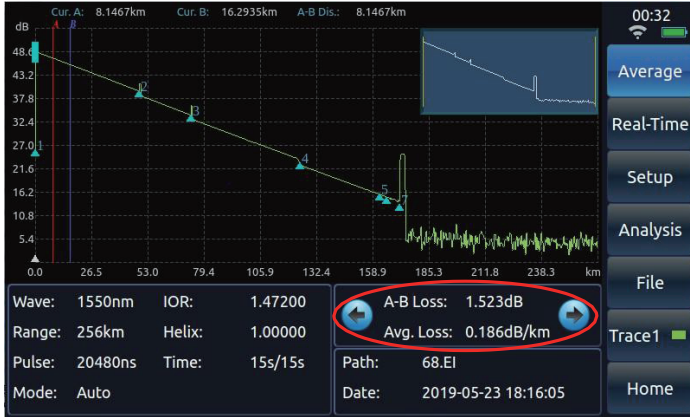 Cur. A: 8.1467km Cur. B: 16.2935km A-B Dis.: 8.1467km
00:32
dB A B
48.6
43.2
37.8
32.4
27.0
21.6
16.2
10.8
5.4
1
2
3
4
5
7
0.0 26.5 53.0 79.4 105.9 132.4 158.9 185.3 211.8 238.3 km
Average
Real-Time
Setup
Analysis
File
Trace1
Home
Wave: 1550nm IOR: 1.47200
Range: 256km Helix: 1.00000
Pulse: 20480ns Time: 15s/15s
Mode: Auto
A-B Loss: 1.523dB
Avg. Loss: 0.186dB/km
Path: 68.EI
Date: 2019-05-23 18:16:05